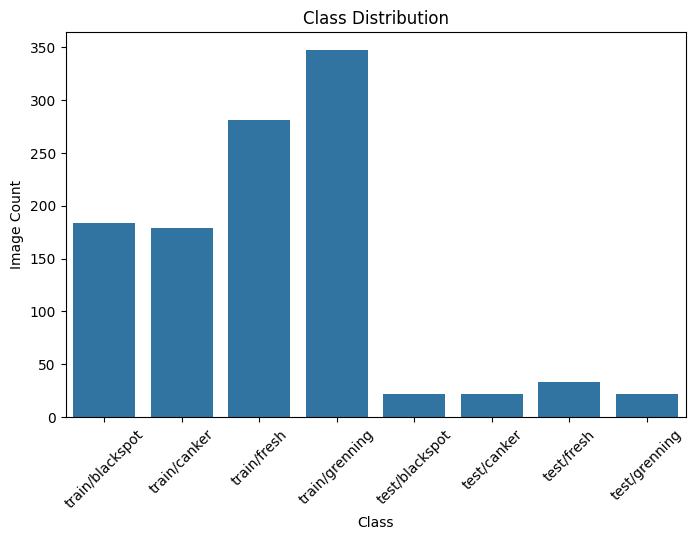 Class Distribution
Image Count
350
300
250
200
150
100
50
0
train/blackspot
train/canker
train/fresh
train/grenning
test/blackspot
test/canker
test/fresh
test/grenning
Class